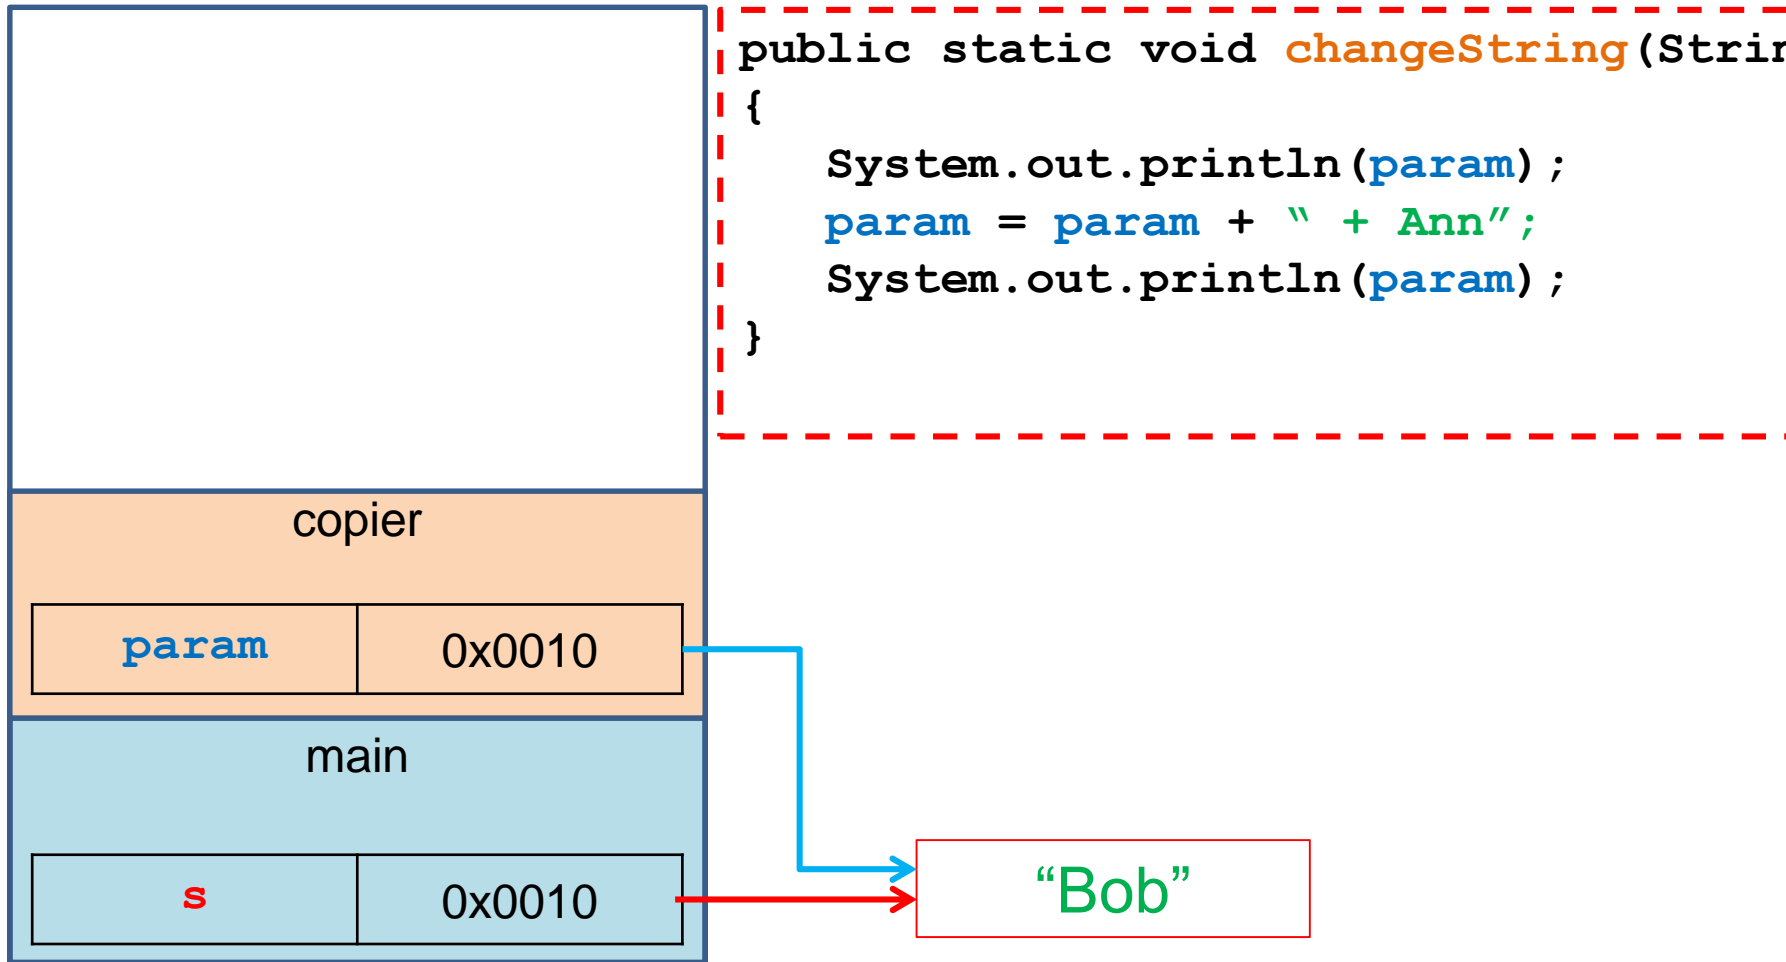 public static void changeString(Strin
{
System.out.println(param);
param = param + “ + Ann”;
System.out.println(param);
}
copier
param 0x0010
main
s 0x0010
“Bob”